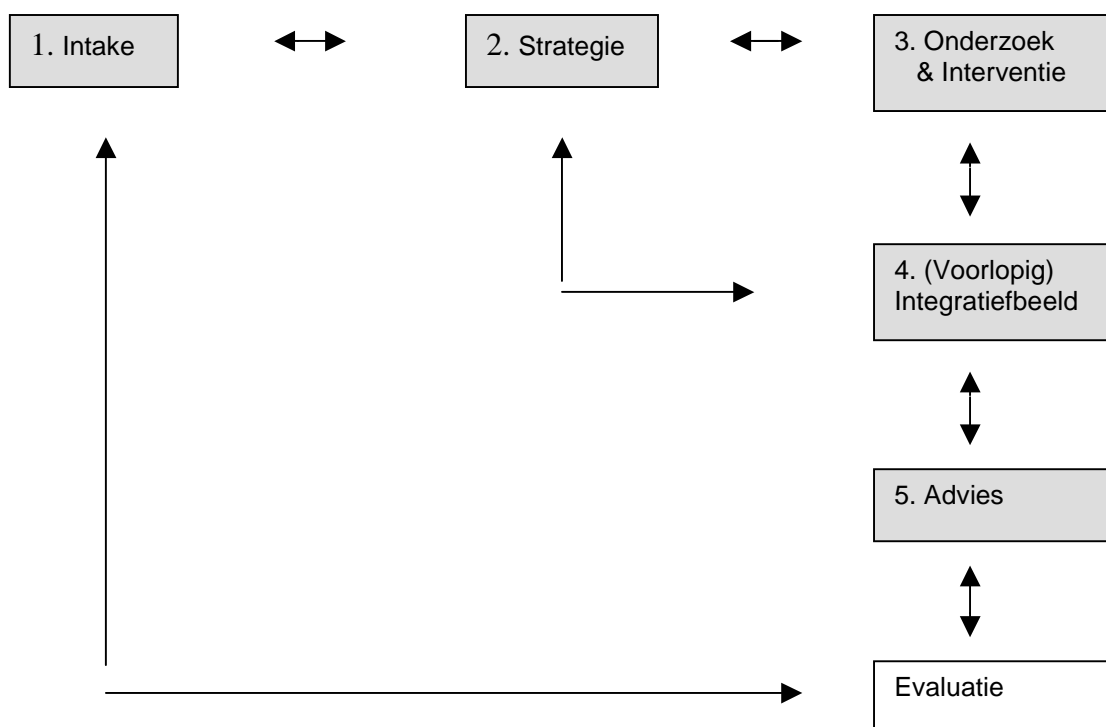 1. Intake
2. Strategie
3. Onderzoek
& Interventie
4. (Voorlopig)
Integratiefbeeld
5. Advies
Evaluatie